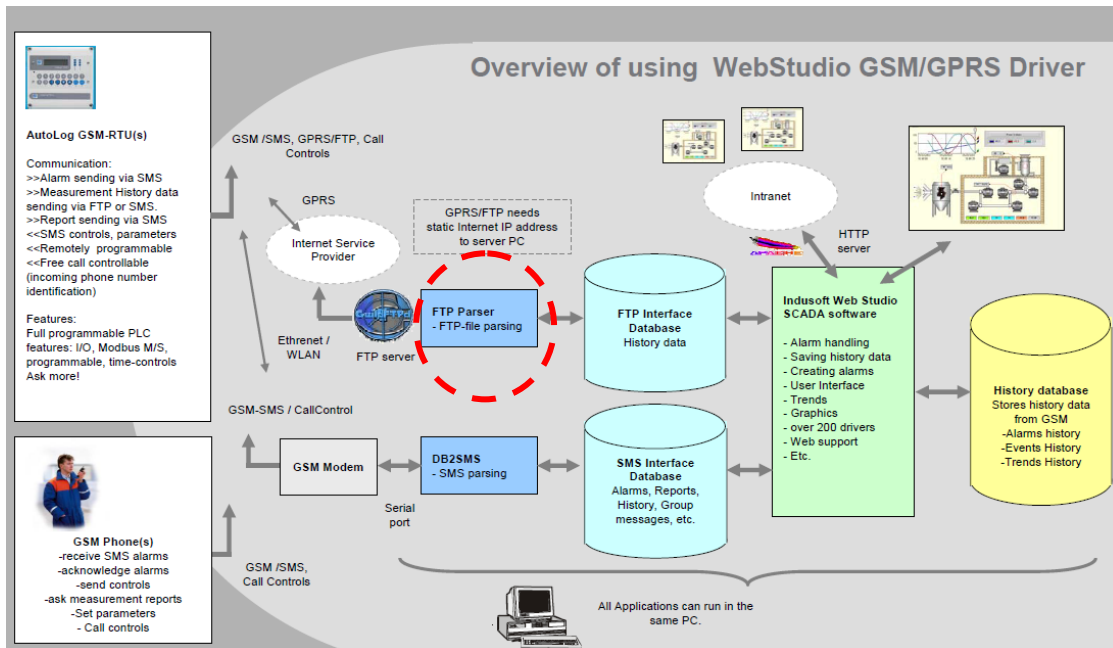 Overview of using WebStudio GSM/GPRS Driver
AutoLog GSM-RTU(s)
Communication:
>>Alarm sending via SMS
>>Measurement History data
sending via FTP or SMS.
>>Report sending via SMS
<<SMS controls, parameters
<<Remotely programmable
<<Free call controllable
(incoming phone number
identification)
Features:
Full programmable PLC
features: I/O, Modbus M/S,
programmable, time-controls
Ask more!
GSM /SMS, GPRS/FTP, Call
Controls
GPRS
Internet Service
Provider
GPRS/FTP needs
static Internet IP address
to server PC
Intranet
HTTP
server
Ethrenet /
WLAN
FTP server
FTP Parser
- FTP-file parsing
FTP Interface
Database
History data
Indusoft Web Studio
SCADA software
- Alarm handling
- Saving history data
- Creating alarms
- User Interface
- Trends
- Graphics
- over 200 drivers
- Web support
- Etc.
History database
Stores history data
from GSM
-Alarms history
-Events History
-Trends History
GSM-SMS / CallControl
GSM Modem
Serial
port
DB2SMS
- SMS parsing
SMS Interface
Database
Alarms, Reports,
History, Group
messages, etc.
GSM Phone(s)
-receive SMS alarms
-acknowledge alarms
-send controls
-ask measurement reports
-Set parameters
- Call controls
GSM /SMS,
Call Controls
All Applications can run in the
same PC.